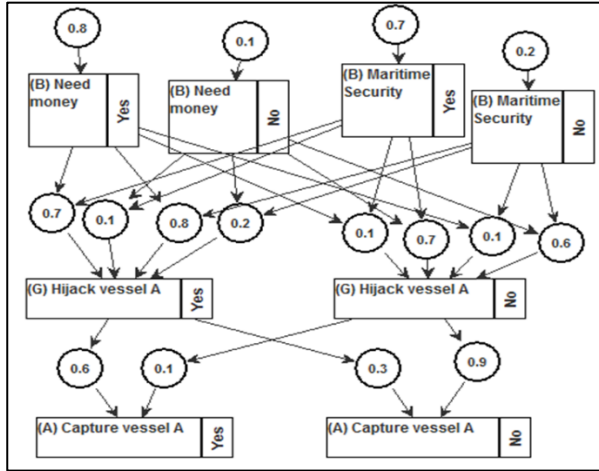 0.8
0.1
0.7
0.2
(B) Need
money
Yes
(B) Need
money
No
(B) Maritime
Security
Yes
(B) Maritime
Security
No
0.7
0.1
0.8
0.2
0.1
0.7
0.1
0.6
(G) Hijack vessel A
Yes
(G) Hijack vessel A
No
0.6
0.1
0.3
0.9
(A) Capture vessel A
Yes
(A) Capture vessel A
No